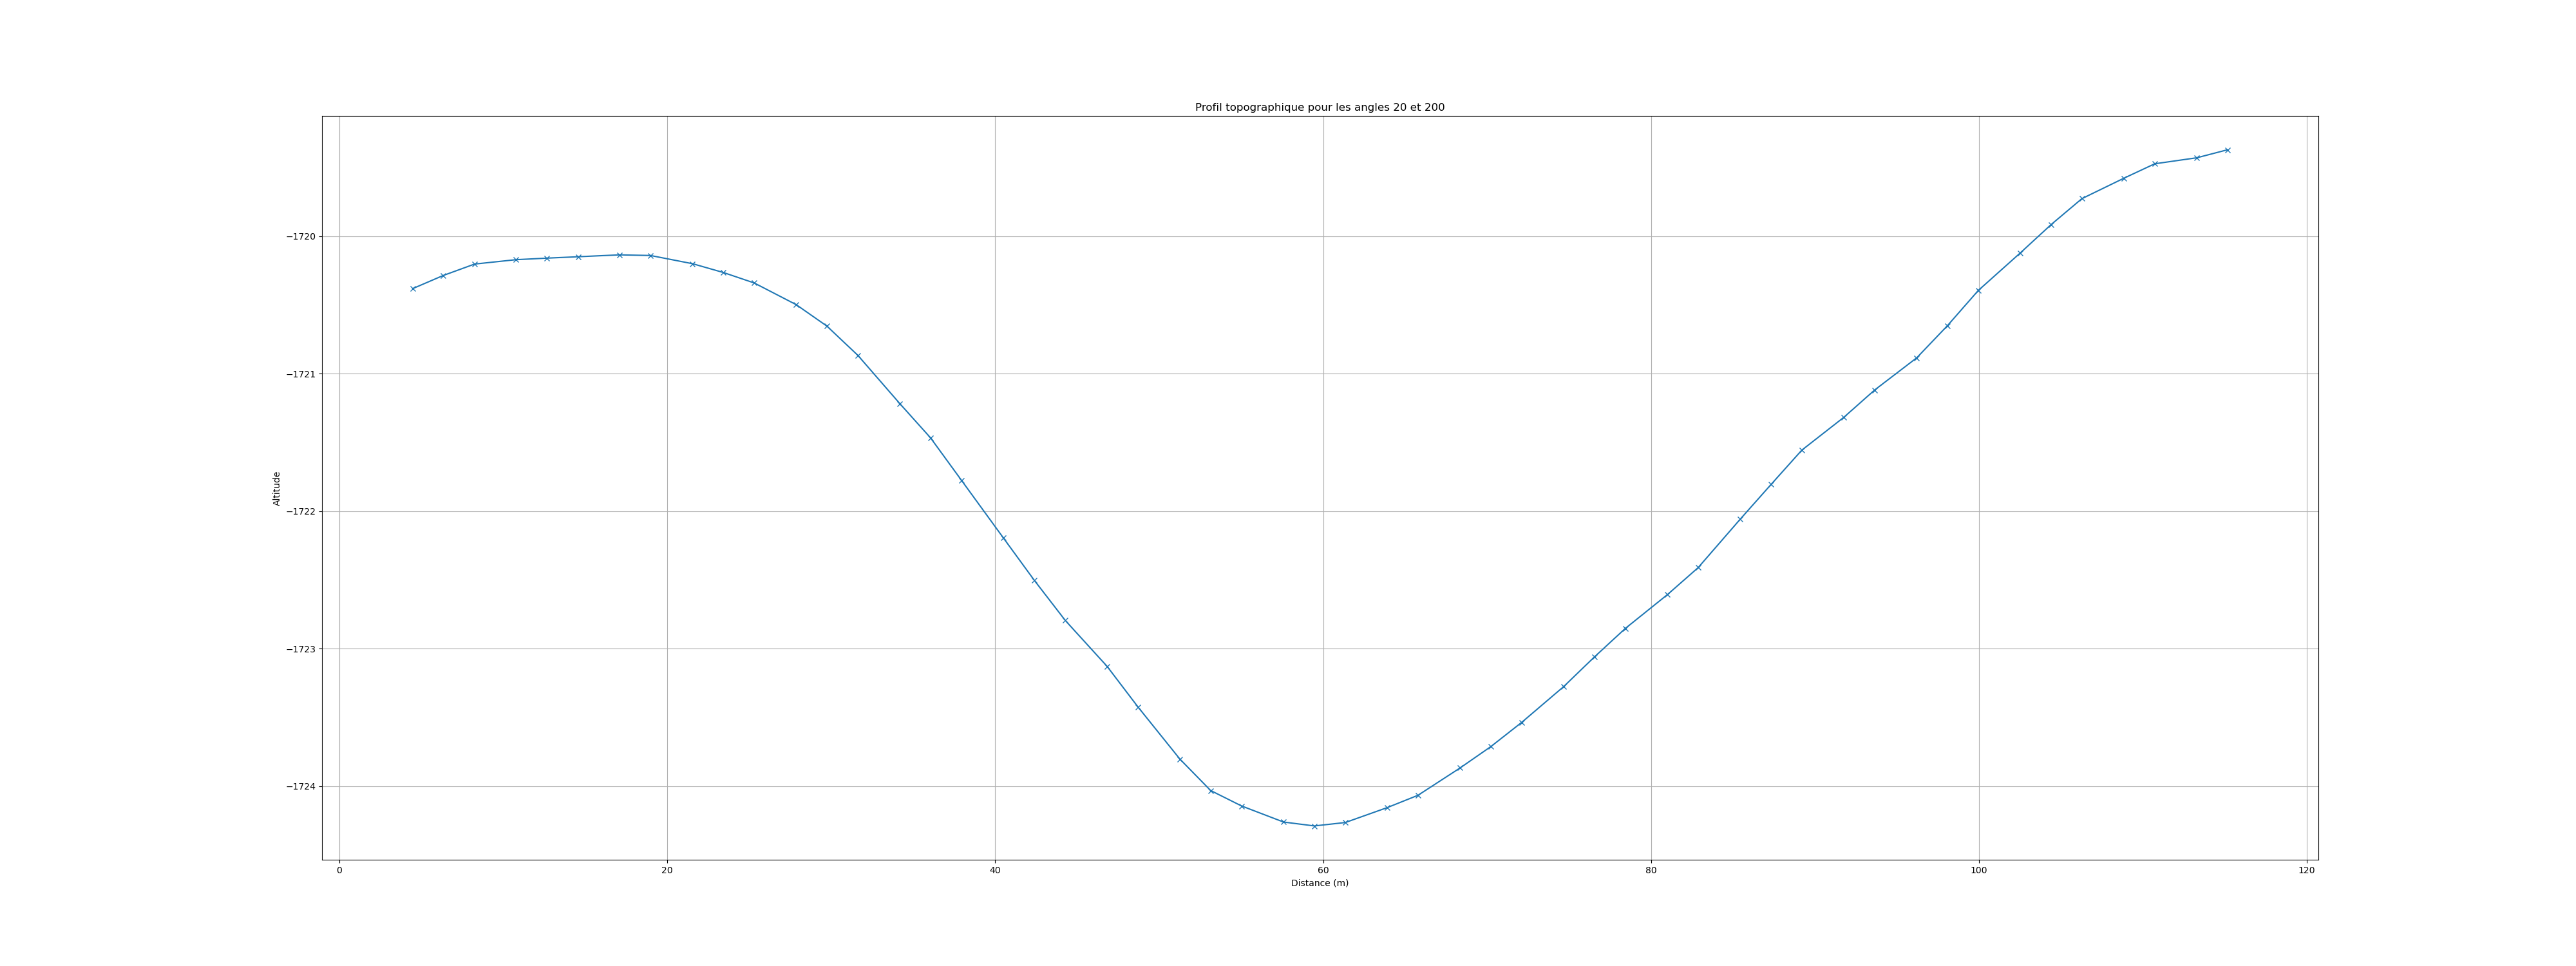 Profil topographique pour les angles 20 et 200
Altitude
−1720
−1721
−1722
−1723
−1724
0 20 40 60 80 100 120
Distance (m)